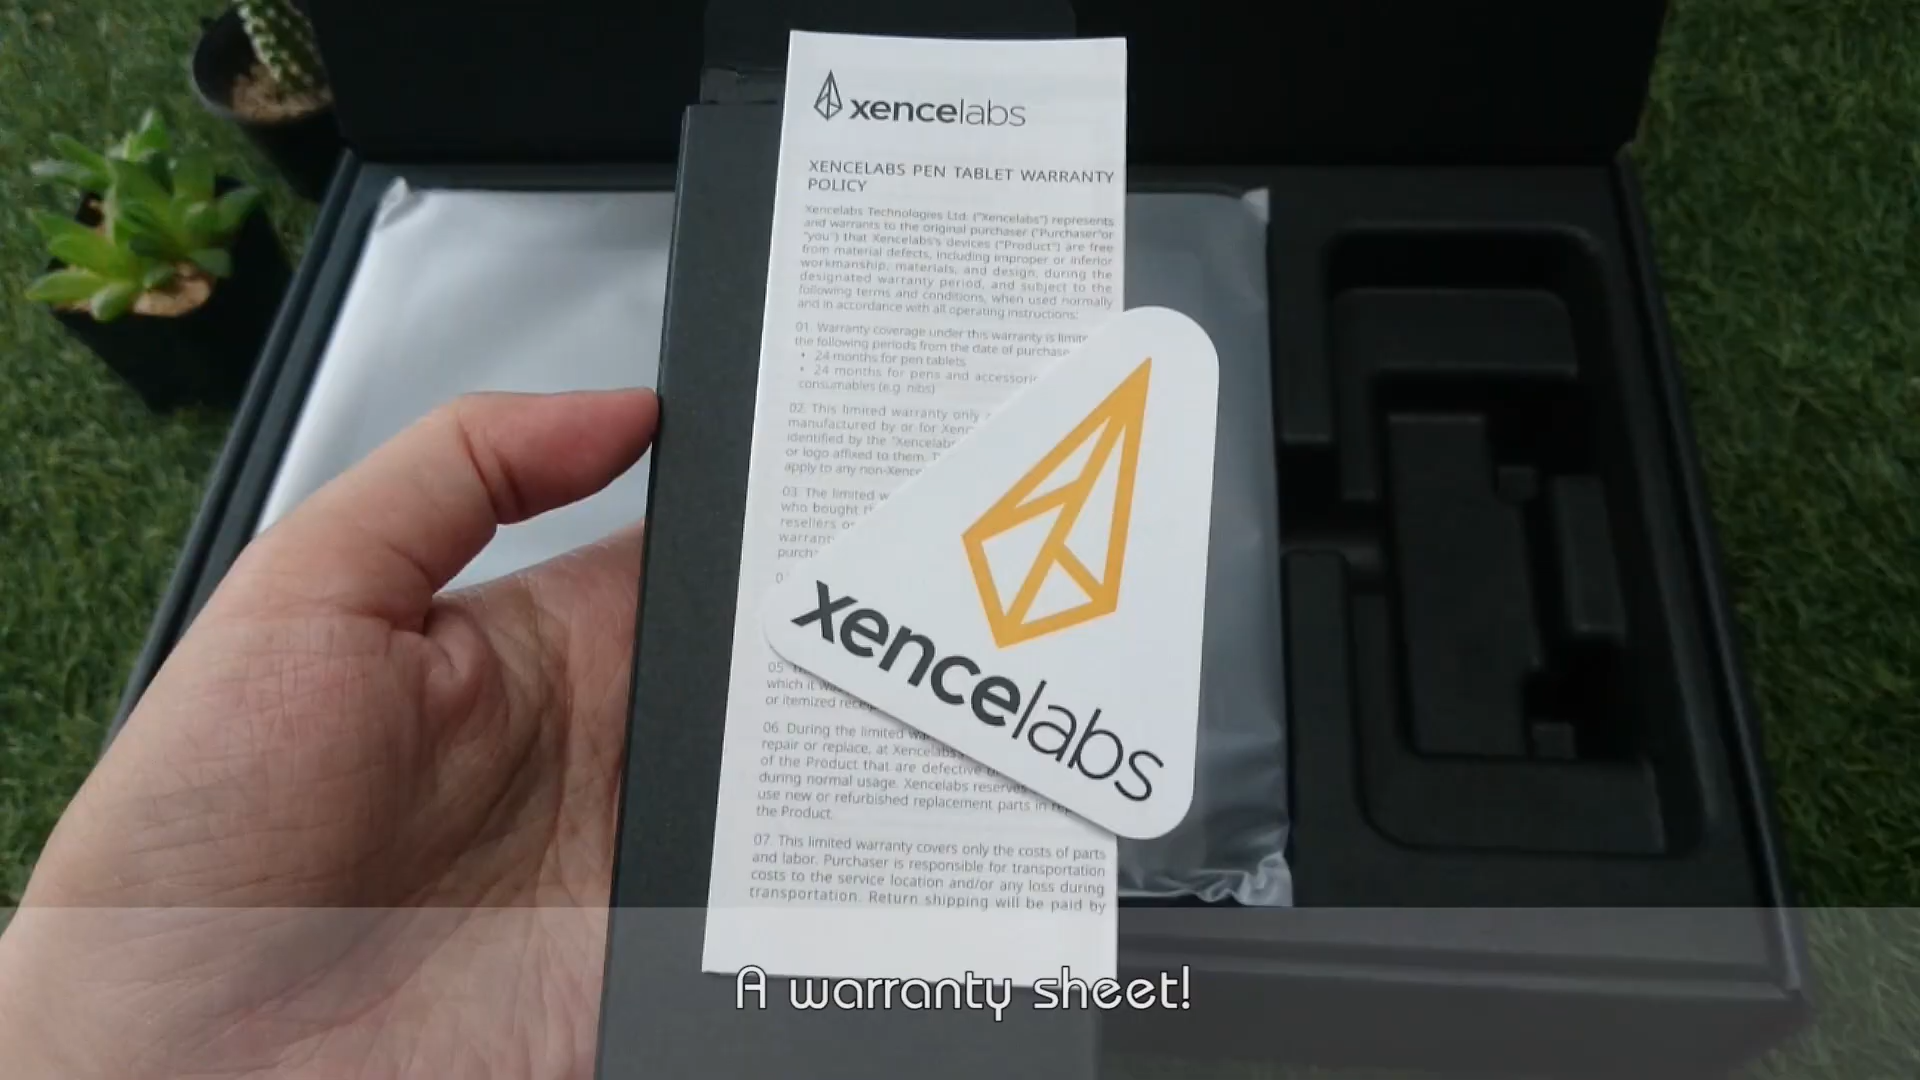 xencelabs
XENCELABS PEN TABLET WARRANTY
POLICY
Xencelabs Technologies Ltd. ("Xencelabs") represents
and warrants to the original purchaser ("Purchaser"or
"you") that Xencelabs's devices ("Product") are free
from material defects, including improper or inferior
workmanship, materials, and design, during the
designated warranty period, and subject to the
following terms and conditions, when used normally
and in accordance with all operating instructions:
01. Warranty coverage under this warranty is
the following periods from the date of purchase
• 24 months for pen tablets
• 24 months for pens and
consumables (e.g. nibs)
02. This limited warranty only
manufactured by or for
identified by the "Xencelabs
or logo affixed to them.
apply to any
03. The limited
who bought
resellers
05
which it
or itemized
06. During the limited
repair or replace, at Xencelabs
of the Product that are defective
during normal usage. Xencelabs reserves
use new or refurbished replacement parts in
the Product.
07. This limited warranty covers only the costs of parts
and labor. Purchaser is responsible for transportation
costs to the service location and/or any loss during
transportation. Return shipping will be paid by
xencelabs
A warranty sheet!